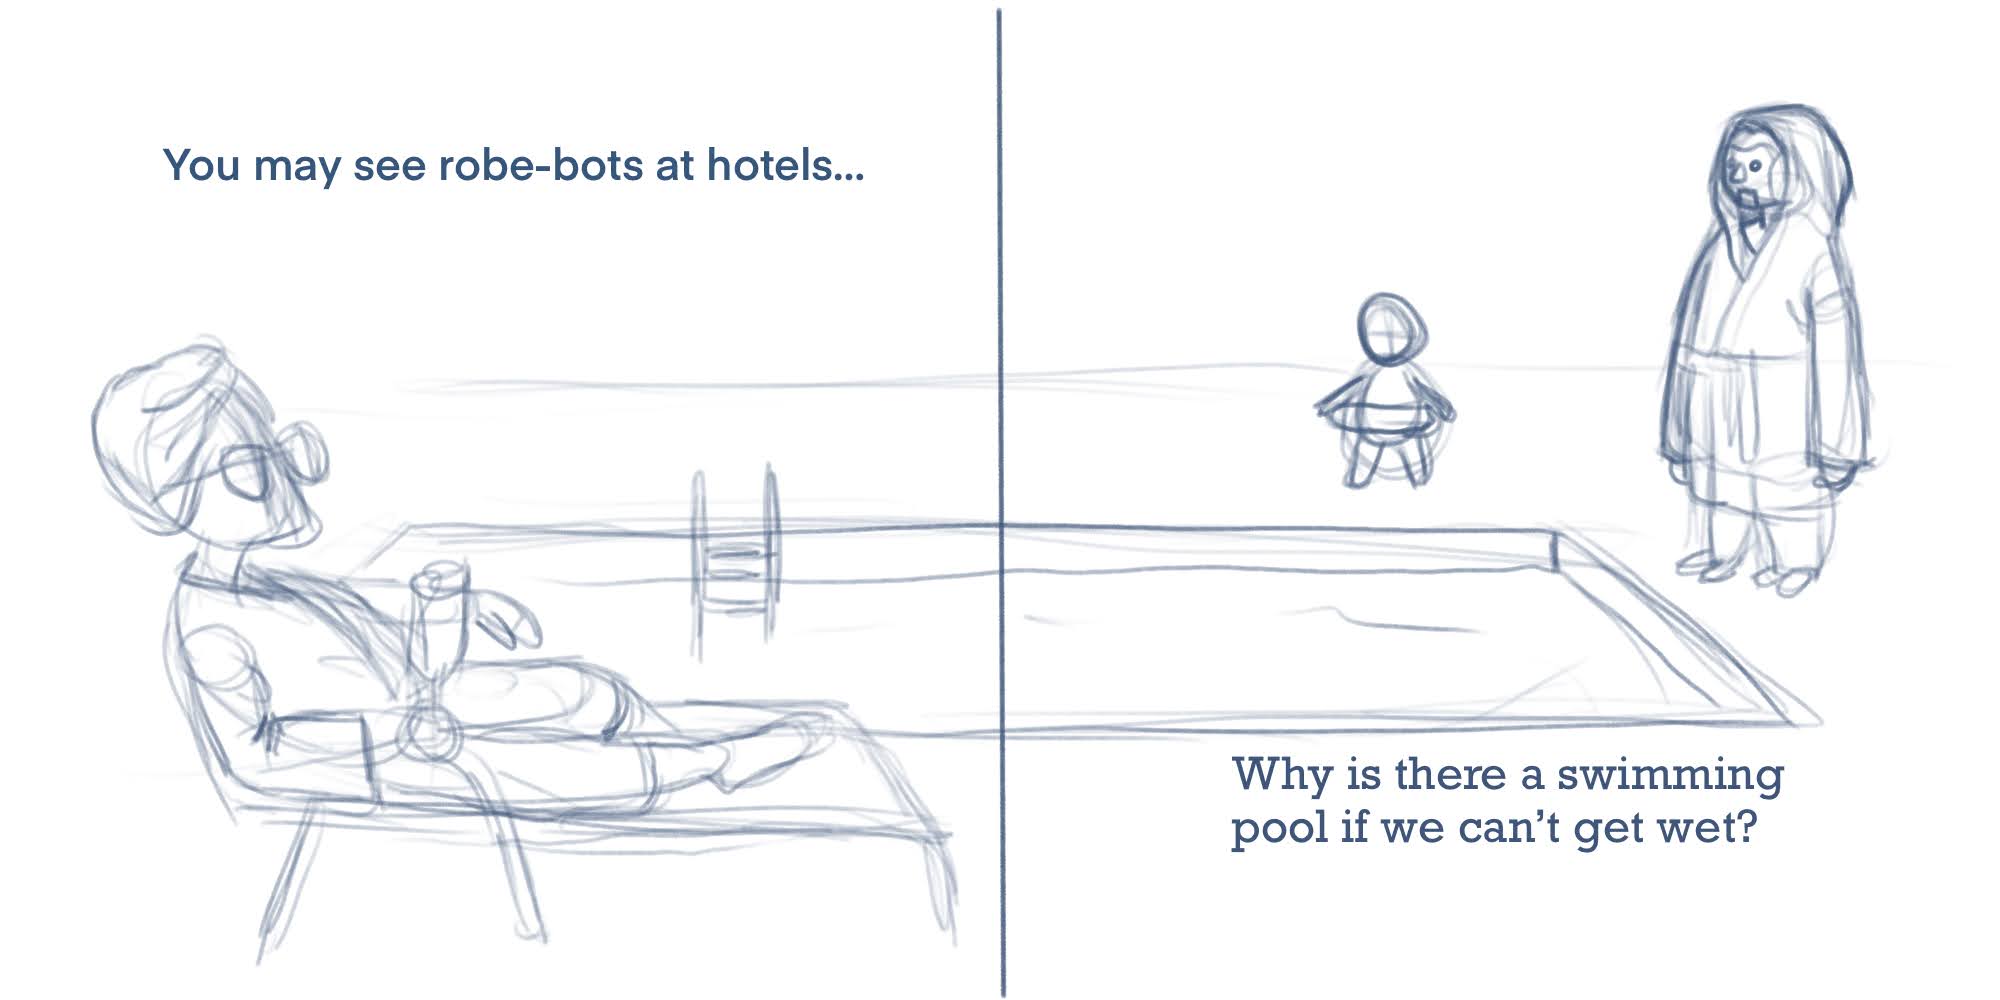 You may see robe-bots at hotels...
Why is there a swimming
pool if we can’t get wet?